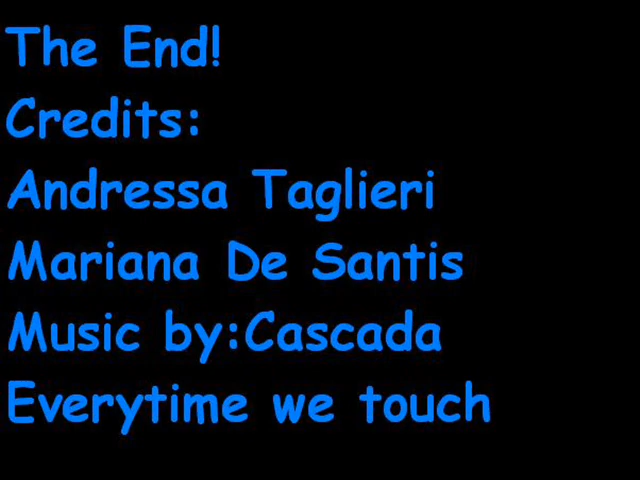 The End!
Credits:
Andressa Taglieri
Mariana De Santis
Music by:Cascada
Everytime we touch